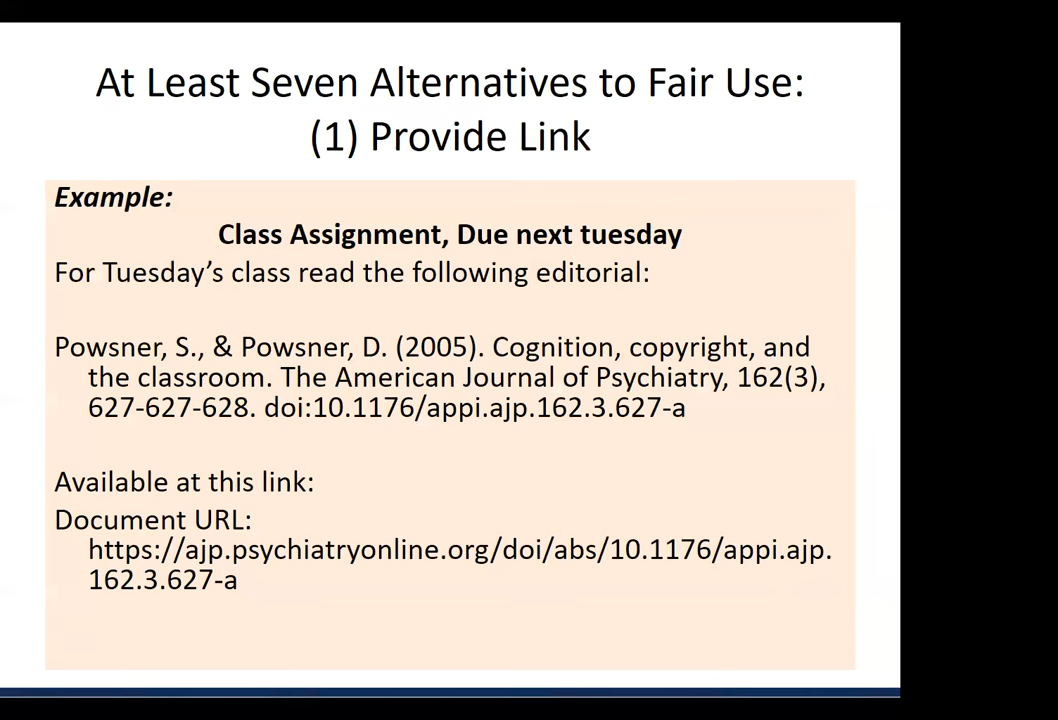 At Least Seven Alternatives to Fair Use:
(1) Provide Link
Example:
Class Assignment, Due next tuesday
For Tuesday’s class read the following editorial:
Powsner, S., & Powsner, D. (2005). Cognition, copyright, and
the classroom. The American Journal of Psychiatry, 162(3),
627-627-628. doi:10.1176/appi.ajp.162.3.627-a
Available at this link:
Document URL:
https://ajp.psychiatryonline.org/doi/abs/10.1176/appi.ajp.
162.3.627-a